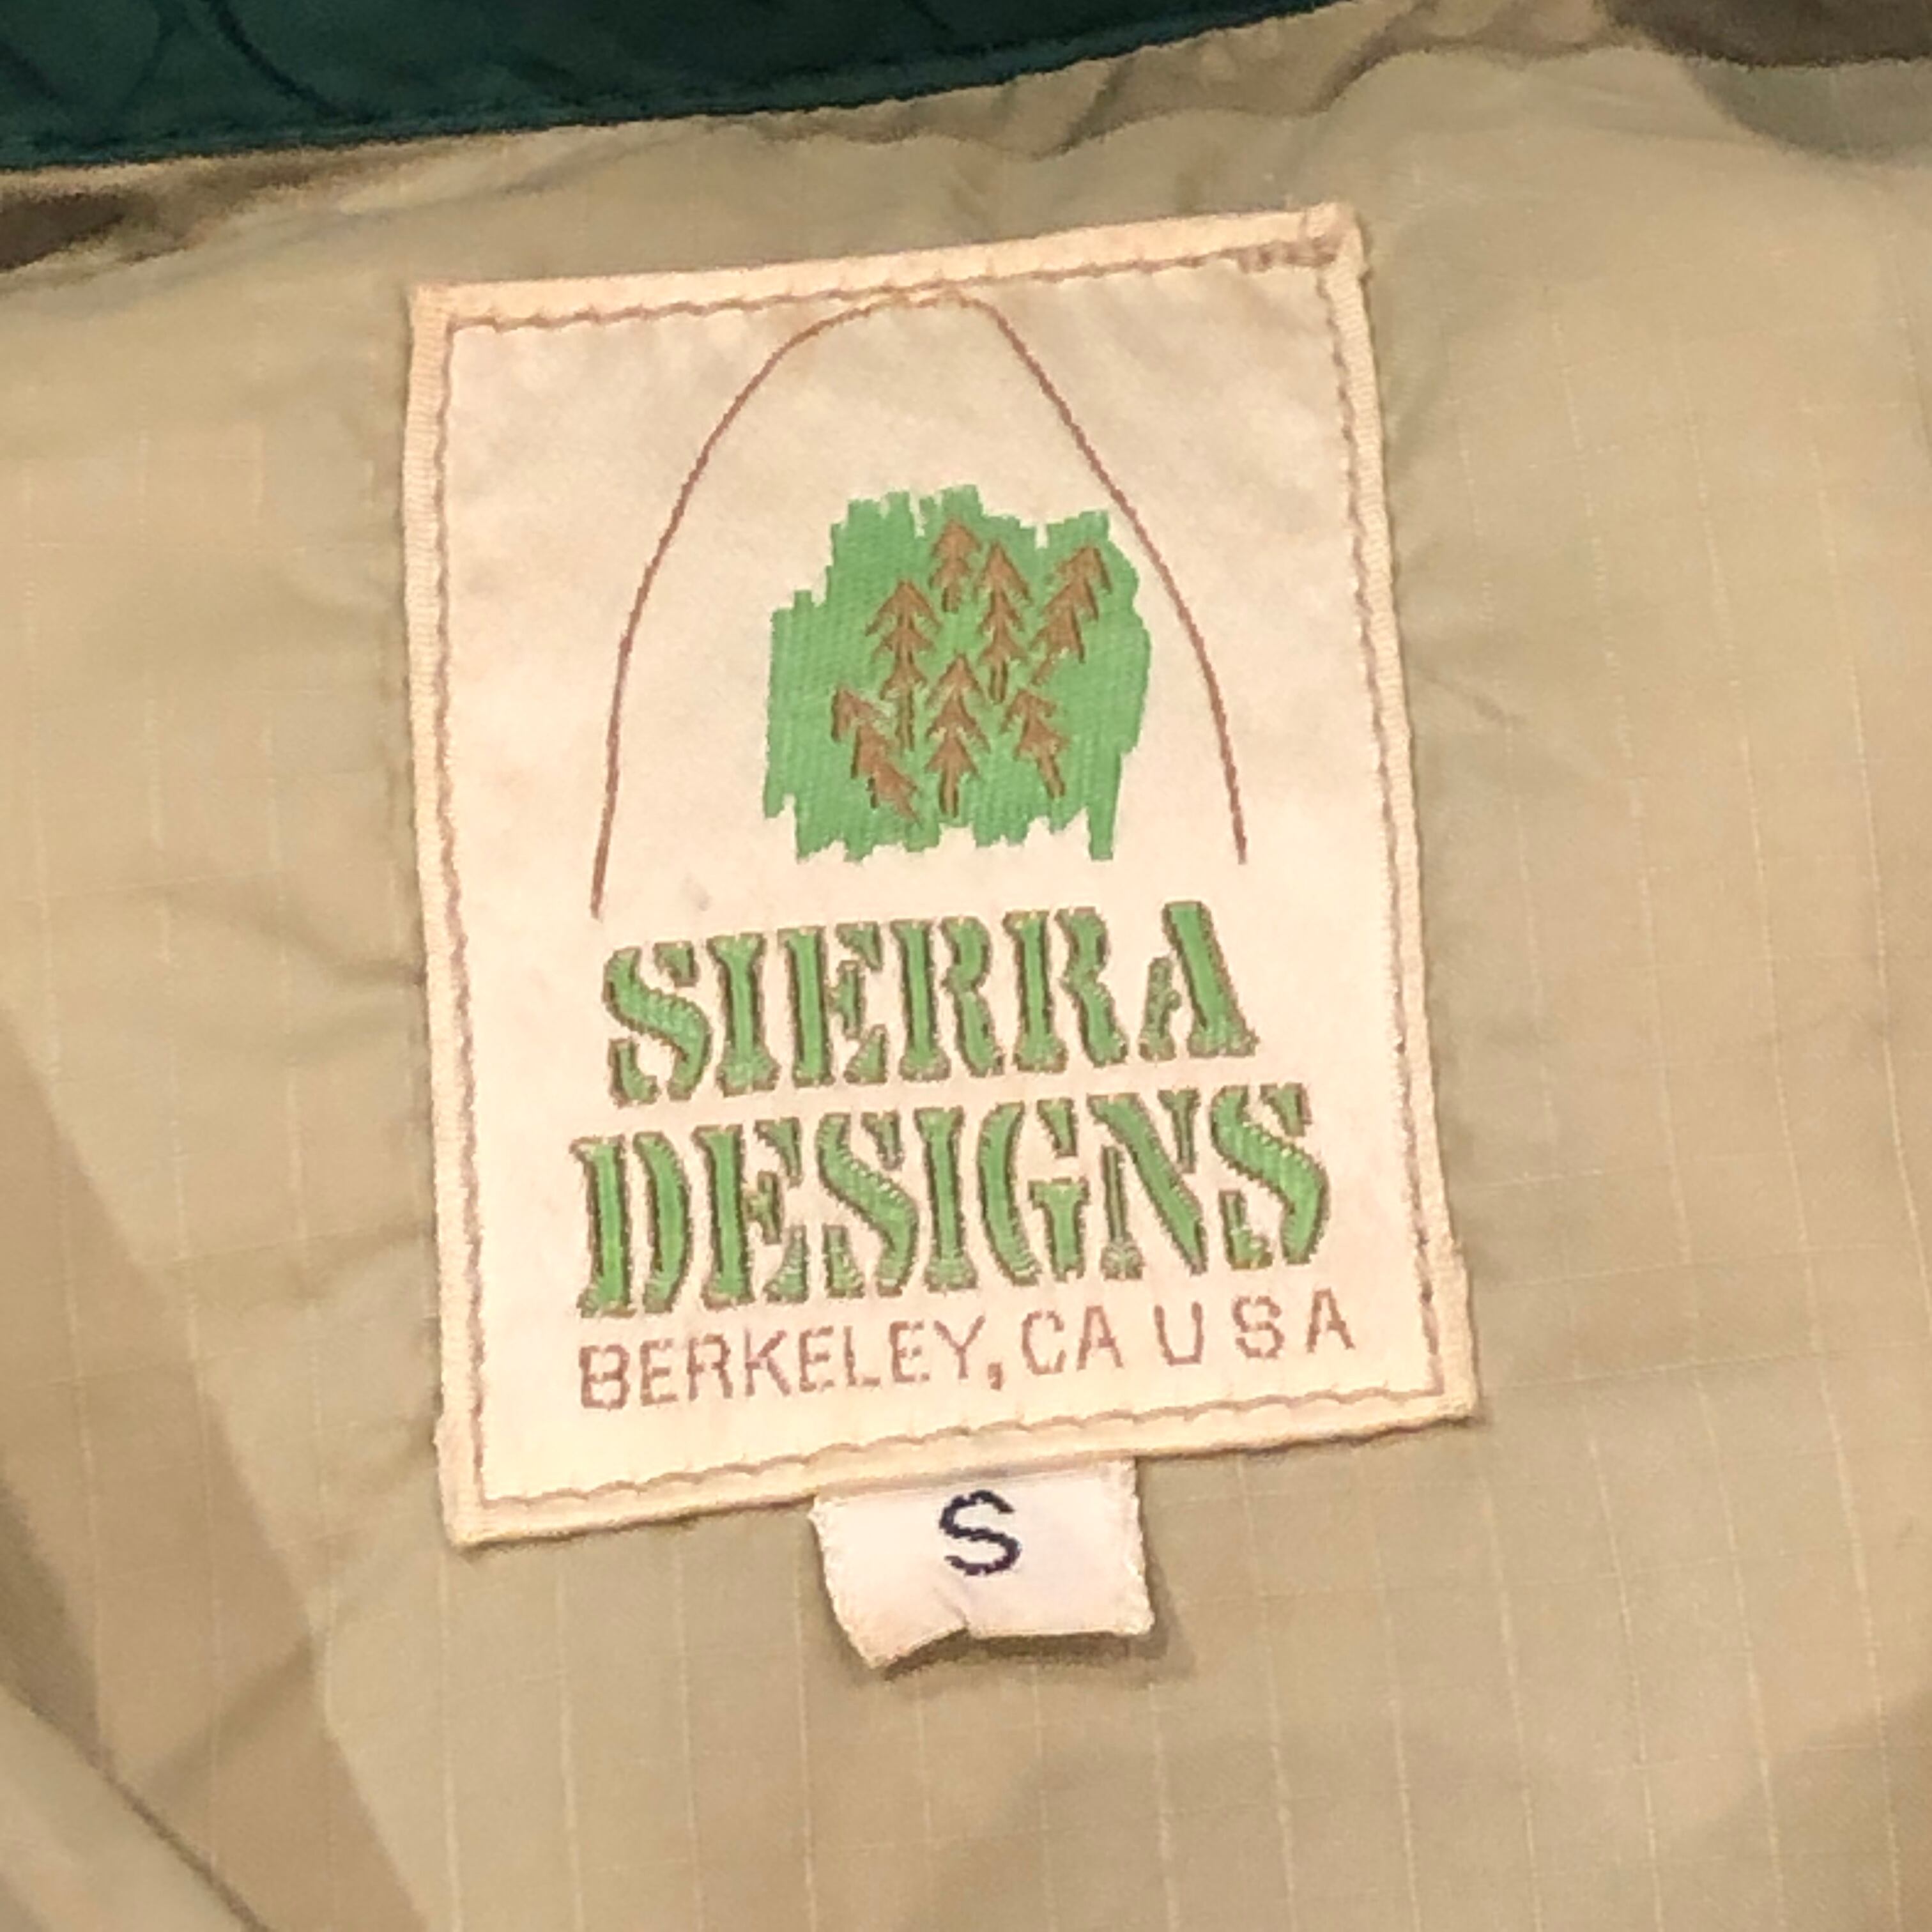 SIERRA
DESIGNS
BERKELEY, CA USA
S